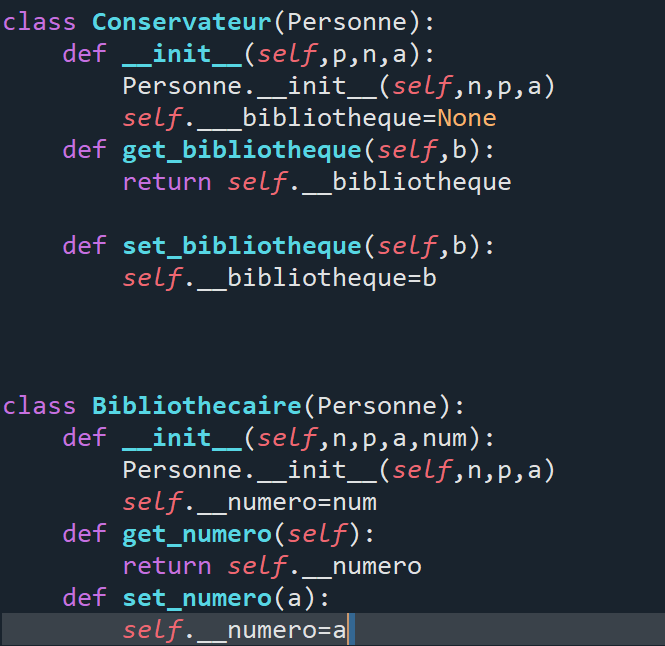 class Conservateur(Personne):
    def __init__(self,p,n,a):
        Personne.__init__(self,n,p,a)
        self.___bibliotheque=None
    def get_bibliotheque(self,b):
        return self.__bibliotheque

    def set_bibliotheque(self,b):
        self.__bibliotheque=b

class Bibliothecaire(Personne):
    def __init__(self,n,p,a,num):
        Personne.__init__(self,n,p,a)
        self.__numero=num
    def get_numero(self):
        return self.__numero
    def set_numero(a):
        self.__numero=a